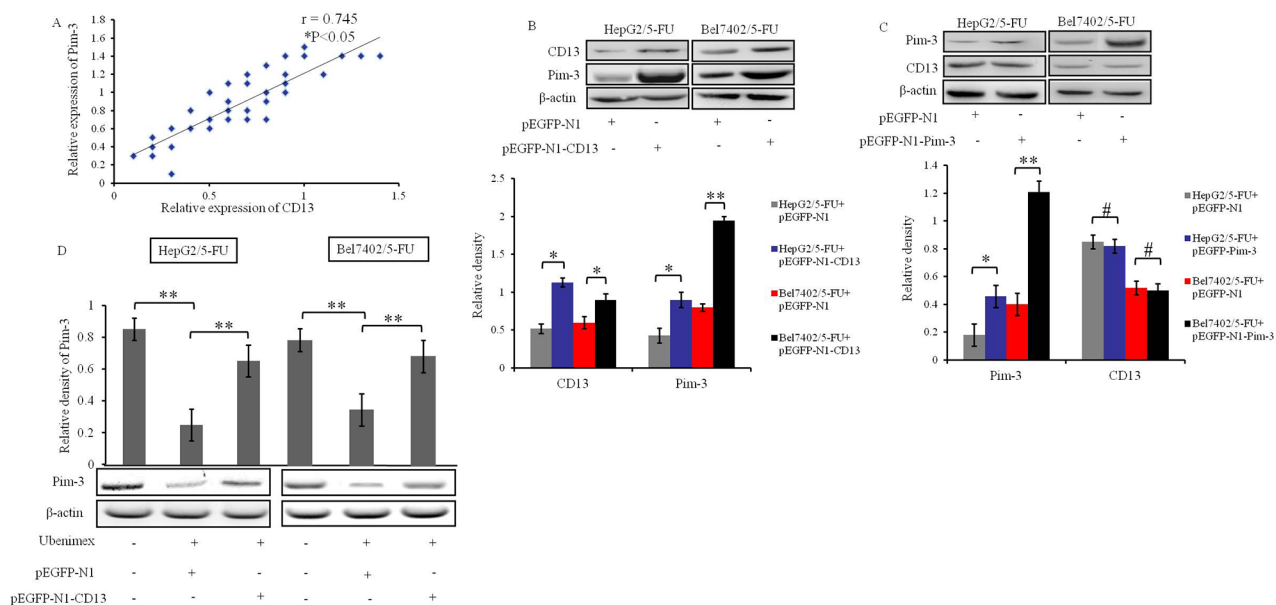 A
r = 0.745
*P<0.05
Relative expression of Pim-3
1.8
1.6
1.4
1.2
1
0.8
0.6
0.4
0.2
0
0
0.5
1
1.5
Relative expression of CD13
B
HepG2/5-FU
Bel7402/5-FU
CD13
Pim-3
β-actin
pEGFP-N1
+ - + -
pEGFP-N1-CD13
- + - +
Relative density
2.5
2
1.5
1
0.5
0
* * * **
CD13
Pim-3
HepG2/5-FU+
pEGFP-N1
HepG2/5-FU+
pEGFP-N1-CD13
Bel7402/5-FU+
pEGFP-N1
Bel7402/5-FU+
pEGFP-N1-CD13
C
HepG2/5-FU
Bel7402/5-FU
Pim-3
CD13
β-actin
pEGFP-N1
+ - + -
pEGFP-N1-Pim-3
- + - +
Relative density
1.4
1.2
1.0
0.8
0.6
0.4
0.2
0
* ** # #
Pim-3
CD13
HepG2/5-FU+
pEGFP-N1
HepG2/5-FU+
pEGFP-Pim-3
Bel7402/5-FU+
pEGFP-N1
Bel7402/5-FU+
pEGFP-N1-Pim-3
D
HepG2/5-FU
Bel7402/5-FU
Relative density of Pim-3
1
0.8
0.6
0.4
0.2
0
** ** ** **
Pim-3
β-actin
Ubenimex
- + + - + +
pEGFP-N1
- + - - + -
pEGFP-N1-CD13
- - + - - +